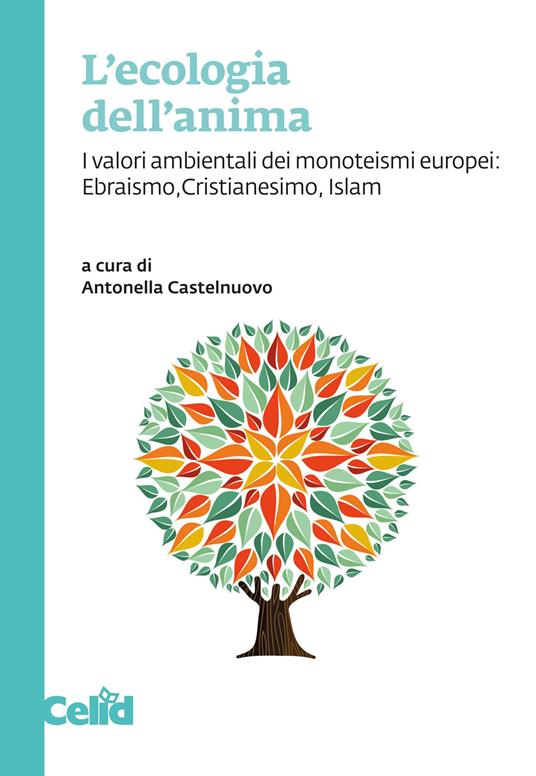 L'ecologia
dell'anima
I valori ambientali dei monoteismi europei:
Ebraismo,Cristianesimo, Islam
a cura di
Antonella Castelnuovo
Celid